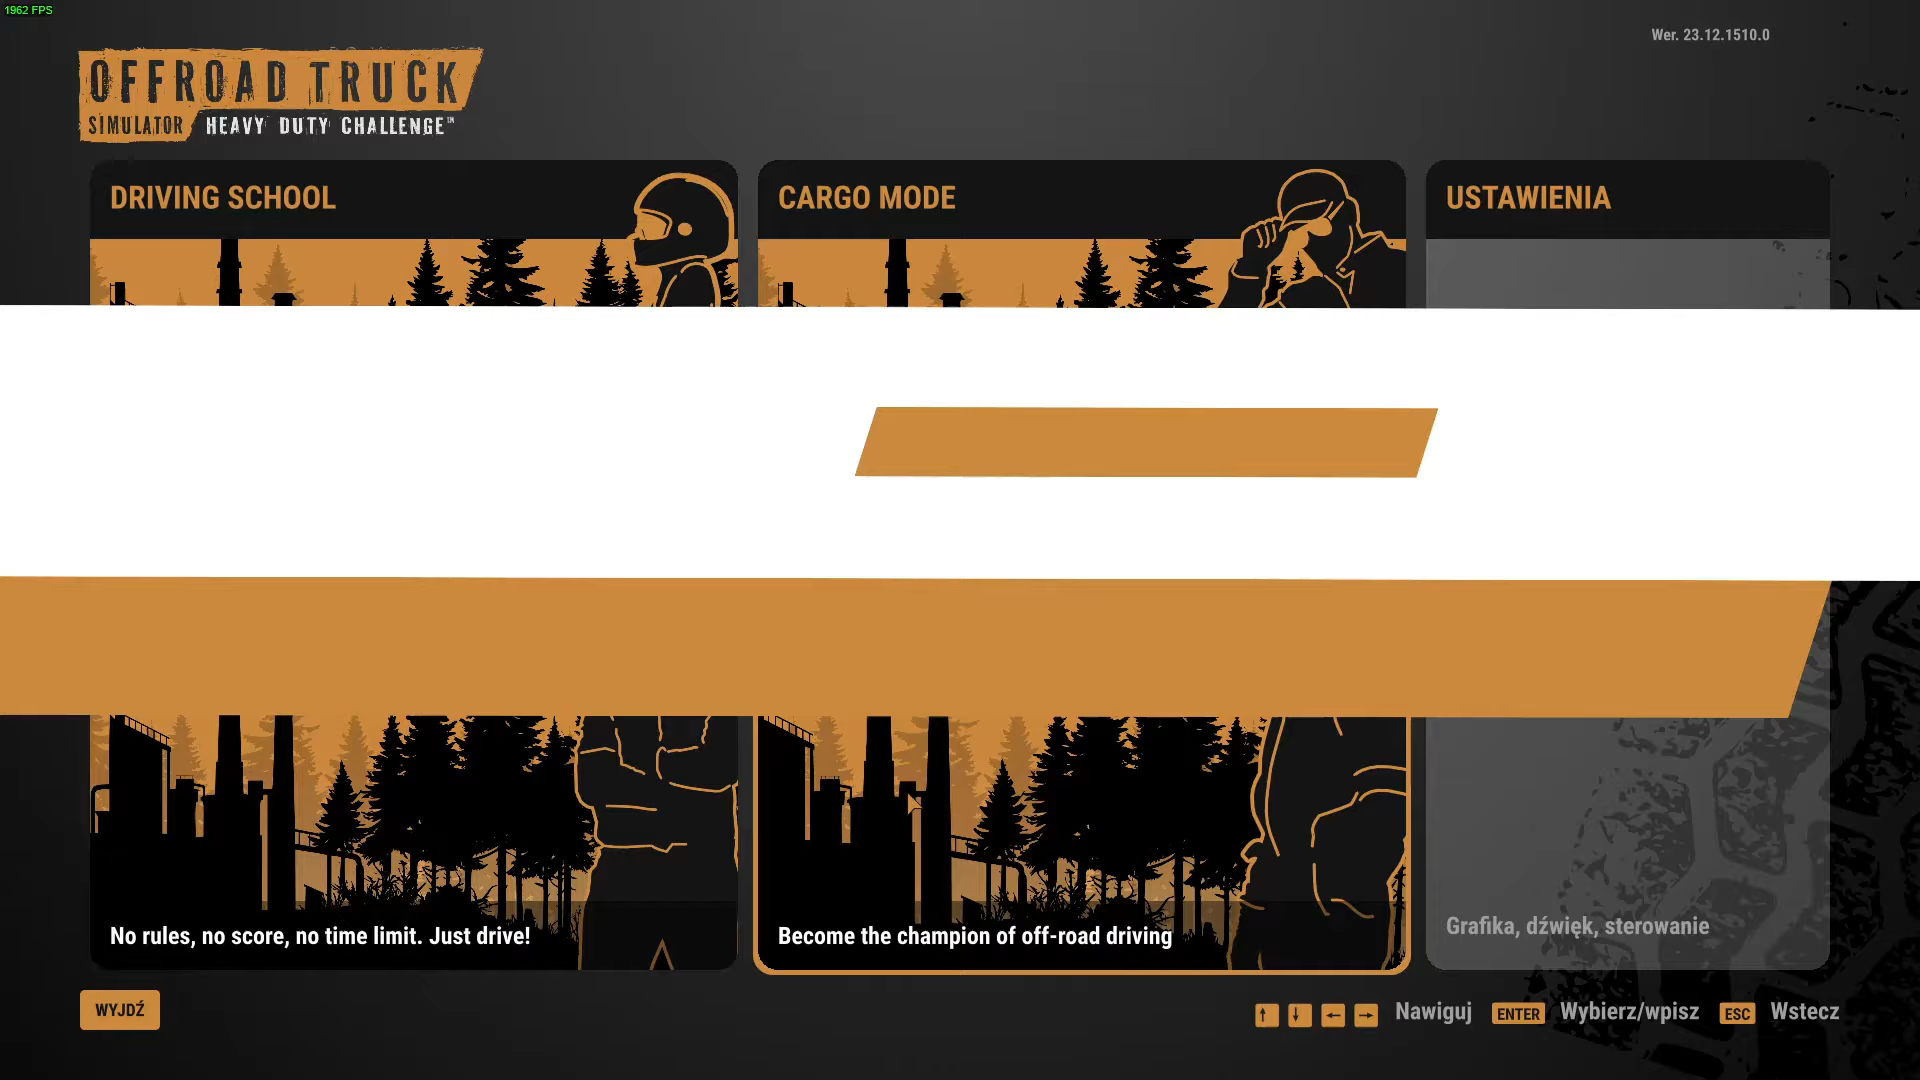 1962 FPS
Wer. 23.12.1510.0
OFFROAD TRUCK
SIMULATOR HEAVY DUTY CHALLENGE™
DRIVING SCHOOL
CARGO MODE
USTAWIENIA
No rules, no score, no time limit. Just drive!
Become the champion of off-road driving
Grafika, dźwięk, sterowanie
WYJDŹ
↑ ↓ ← → Nawiguj ENTER Wybierz/wpisz ESC Wstecz